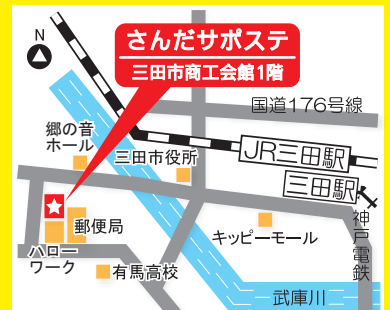 N
さんだサポステ
三田市商工会館1階
国道176号線
郷の音
ホール
三田市役所
JR三田駅
三田駅
神戸電鉄
郵便局
ハロー
ワーク
キッピーモール
有馬高校
武庫川